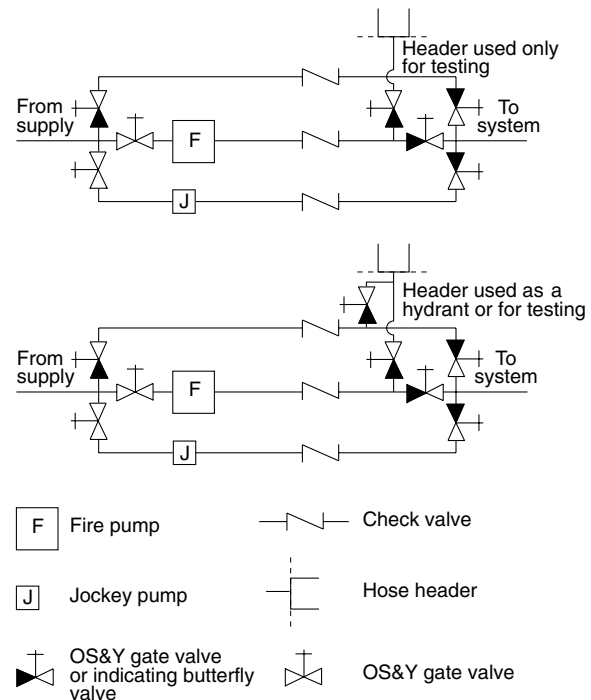 Header used only
for testing
From
supply
F
To
system
J
Header used as a
hydrant or for testing
From
supply
F
To
system
J
F Fire pump
Check valve
J Jockey pump
Hose header
OS&Y gate valve
or indicating butterfly
valve
OS&Y gate valve